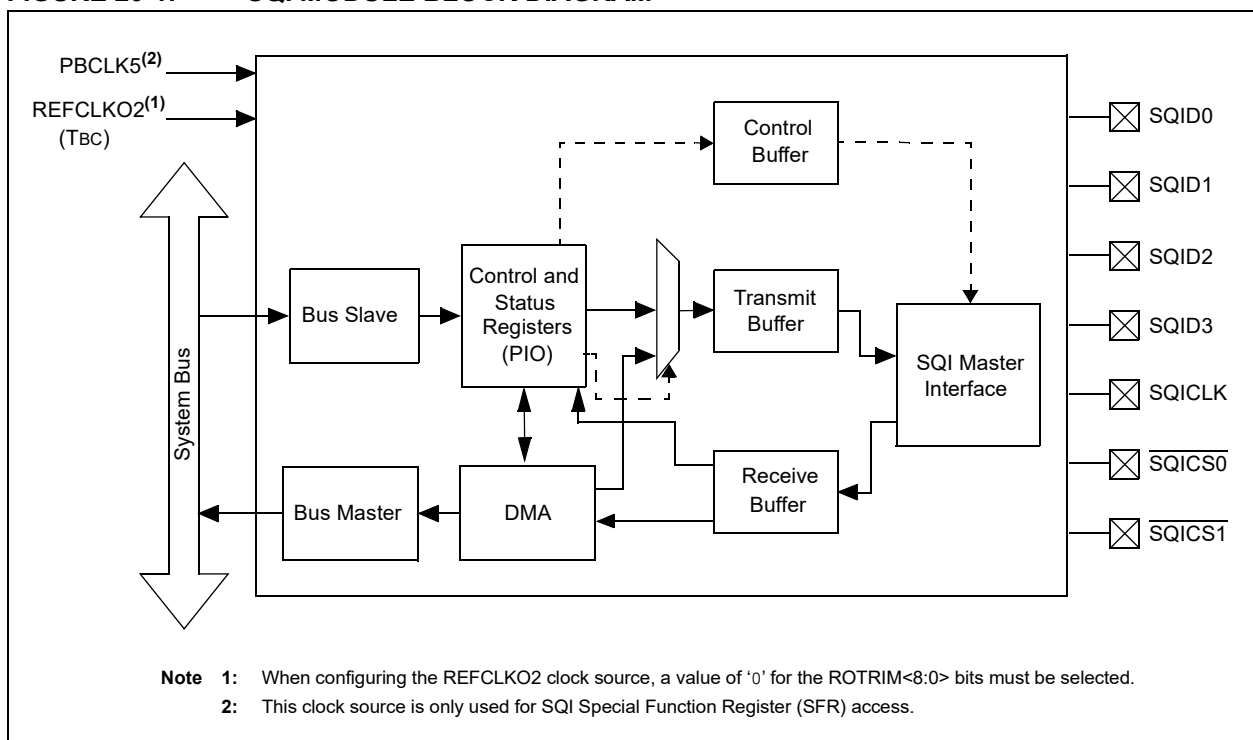 PBCLK5(2)
REFCLKO2(1)
(TBC)
System Bus
Bus Slave
Control and
Status
Registers
(PIO)
Control
Buffer
Transmit
Buffer
SQI Master
Interface
Bus Master
DMA
Receive
Buffer
SQID0
SQID1
SQID2
SQID3
SQICLK
SQICS0
SQICS1
Note 1: When configuring the REFCLKO2 clock source, a value of ‘0’ for the ROTRIM<8:0> bits must be selected.
2: This clock source is only used for SQI Special Function Register (SFR) access.